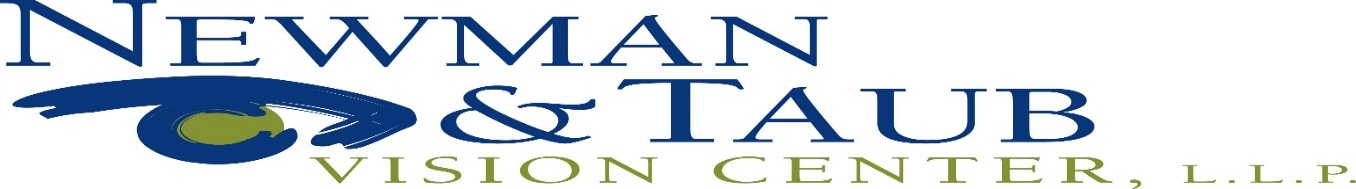 NEWMAN
& TAUB
VISION CENTER, L.L.P.